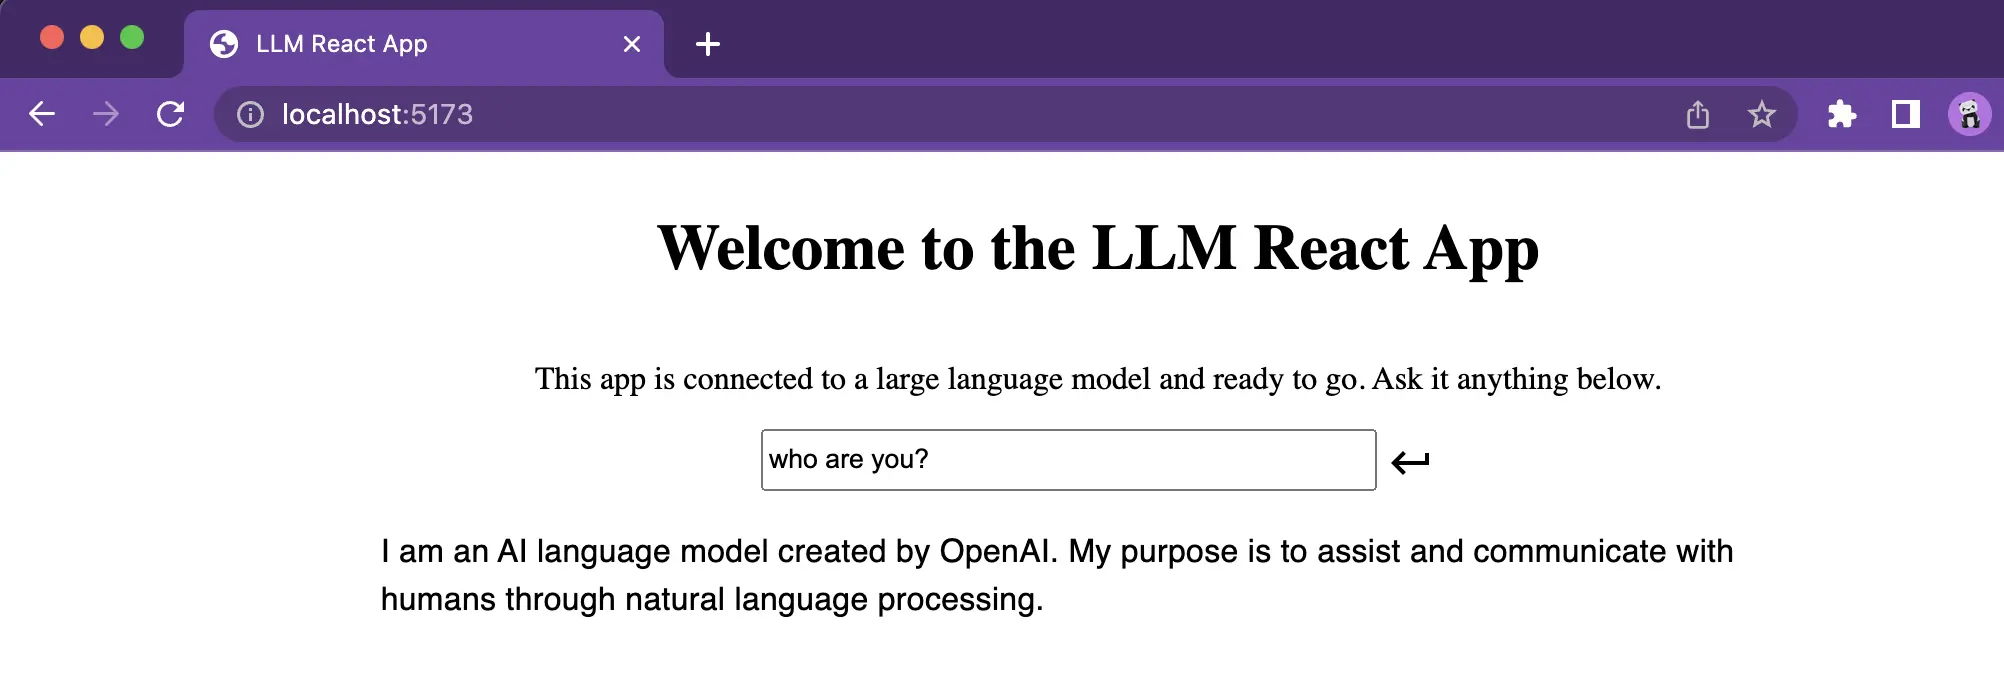 LLM React App
localhost:5173
Welcome to the LLM React App
This app is connected to a large language model and ready to go. Ask it anything below.
who are you?
I am an AI language model created by OpenAI. My purpose is to assist and communicate with
humans through natural language processing.